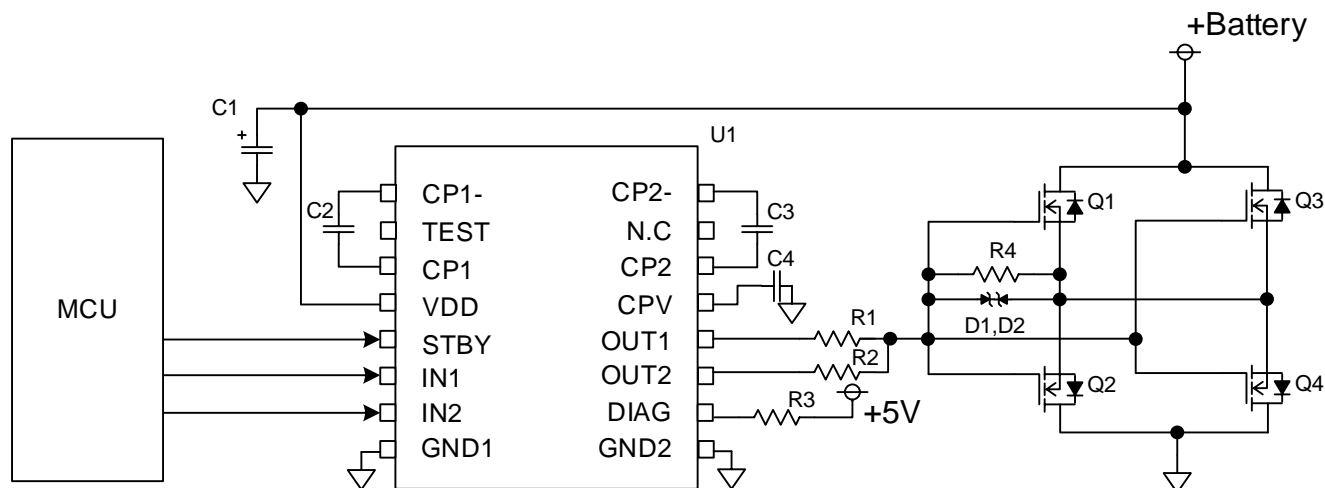 +Battery
C1
+
U1
MCU
C2
CP1-
TEST
CP1
VDD
STBY
IN1
IN2
GND1
CP2-
N.C
CP2
CPV
OUT1
OUT2
DIAG
GND2
C3
C4
R1
R2
R3
+5V
R4
D1,D2
Q1
Q2
Q3
Q4